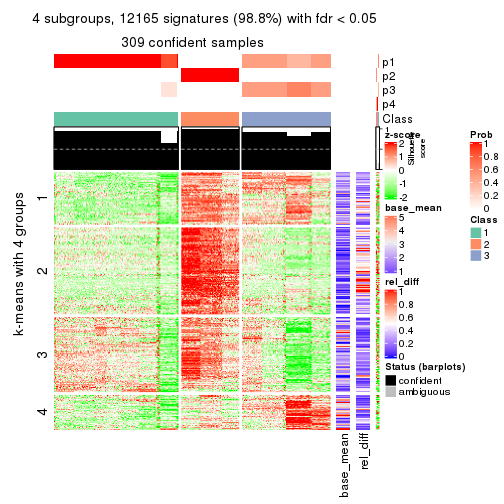 4 subgroups, 12165 signatures (98.8%) with fdr < 0.05
309 confident samples
p1
p2
p3
p4
Class
1
Silhouette
score
k-means with 4 groups
1
2
3
4
base_mean
rel_diff
z-score
2
1
0
-1
-2
base_mean
5
4
3
2
1
rel_diff
1
0.8
0.6
0.4
0.2
0
Status (barplots)
confident
ambiguous
Prob
1
0.8
0.6
0.4
0.2
0
Class
1
2
3